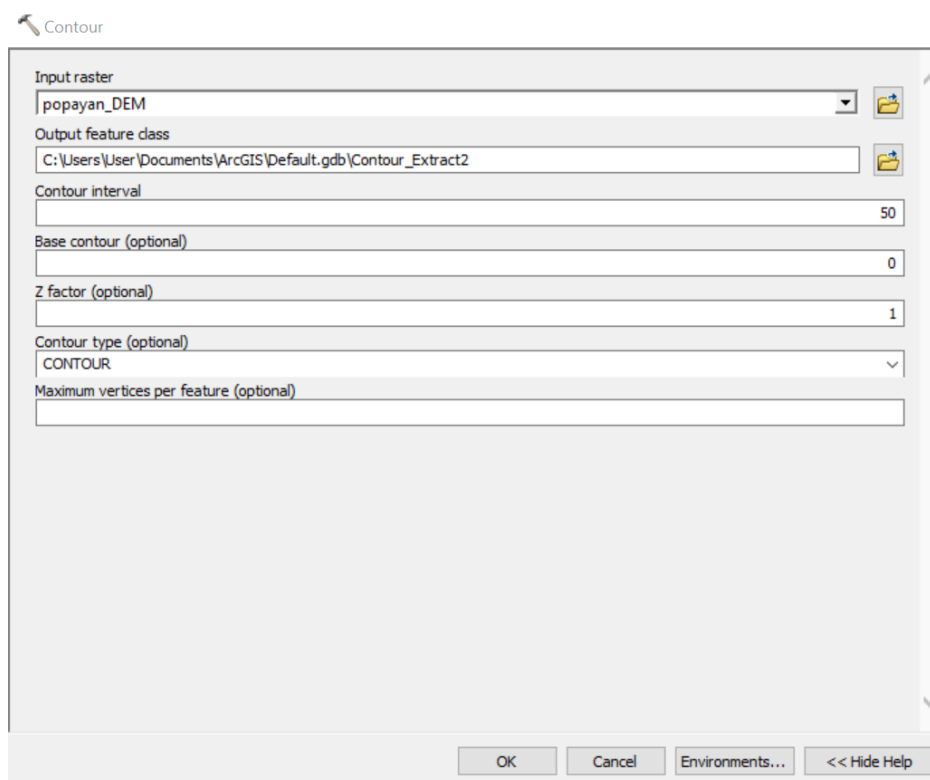 Contour
Input raster
popayan_DEM
Output feature class
C:\Users\User\Documents\ArcGIS\Default.gdb\Contour_Extract2
Contour interval
50
Base contour (optional)
0
Z factor (optional)
1
Contour type (optional)
CONTOUR
Maximum vertices per feature (optional)
OK Cancel Environments... << Hide Help